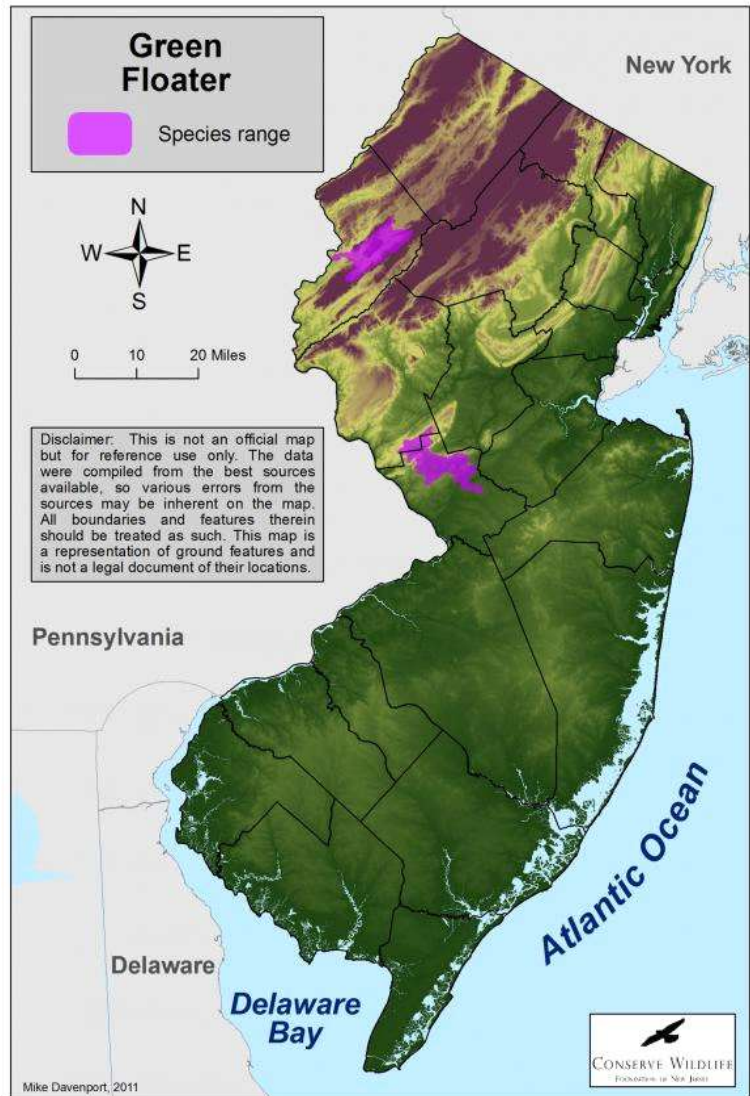 Green
Floater
Species range
New York
N
W E
S
0 10 20 Miles
Disclaimer: This is not an official map
but for reference use only. The data
were compiled from the best sources
available, so various errors from the
sources may be inherent on the map.
All boundaries and features therein
should be treated as such. This map is
a representation of ground features and
is not a legal document of their locations.
Pennsylvania
Atlantic Ocean
Delaware
Delaware
Bay
CONSERVE WILDLIFE
FOUNDATION OF NEW JERSEY
Mike Davenport, 2011